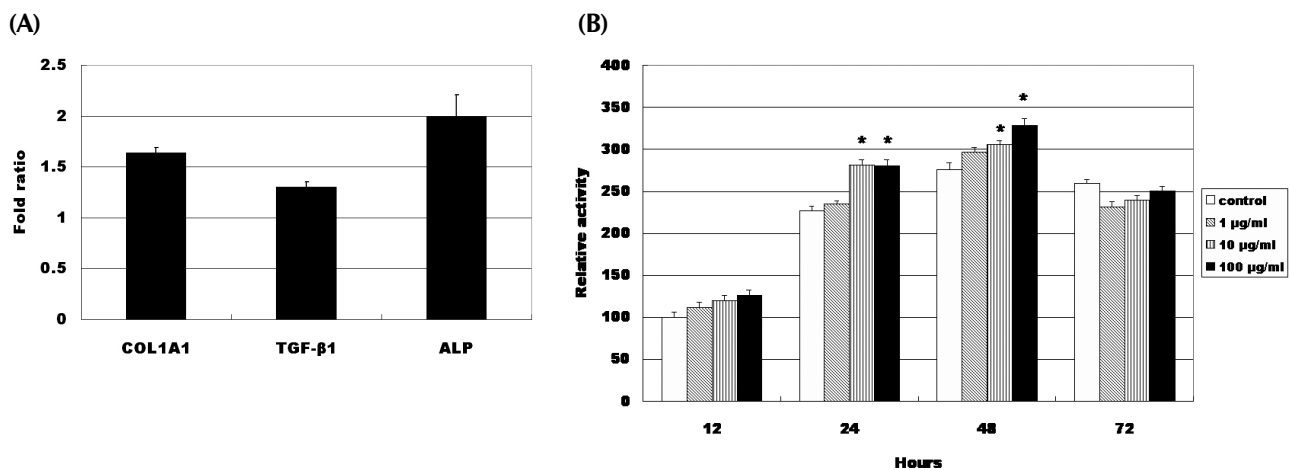 (A)
(B)
2.5
2
1.5
1
0.5
0
Fold ratio
COL1A1 TGF-β1 ALP
400
350
300
250
200
150
100
50
0
Relative activity
* * * *
12 24 48 72
Hours
control
1 µg/ml
10 µg/ml
100 µg/ml